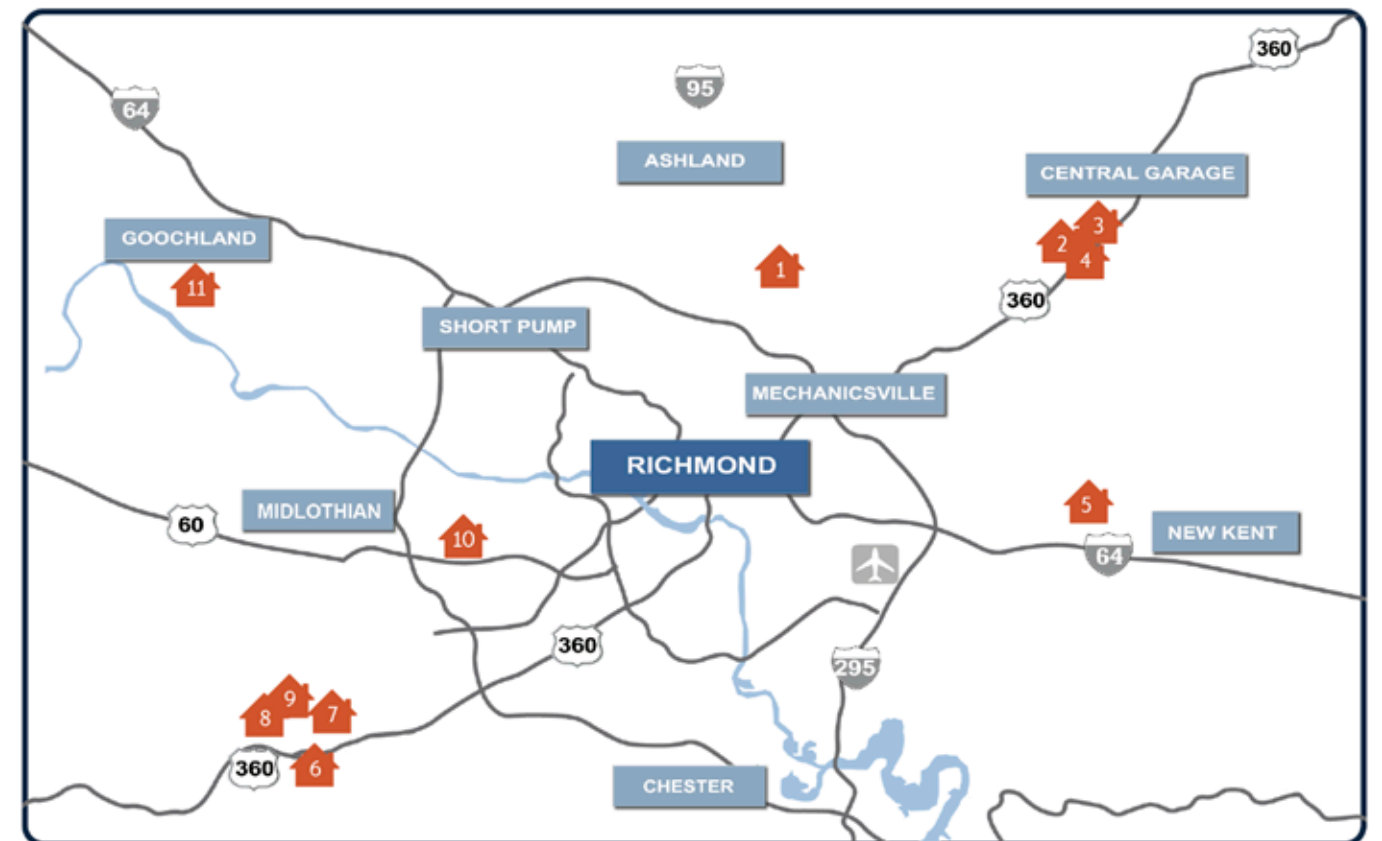 360
95
64
ASHLAND
CENTRAL GARAGE
3
GOOCHLAND
2
4
1
11
360
SHORT PUMP
MECHANICSVILLE
RICHMOND
5
MIDLOTHIAN
60
NEW KENT
10
64
360
295
9
7
8
360
6
CHESTER